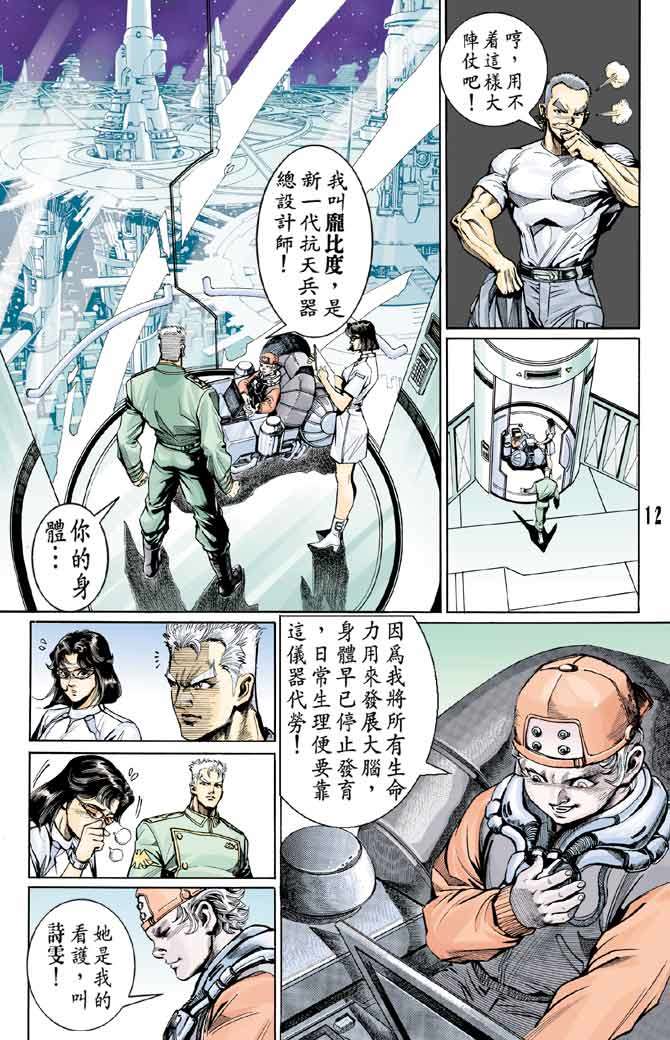 哼，用不
着這樣大
陣仗吧！
我叫龐比度，是
新一代抗天兵器
總設計師！
你的身
體…
12
因爲我將所有生命
力用來發展大腦，
身體早已停止發育
，日常生理便要靠
這儀器代勞！
她是我的
看護，叫
詩雯！